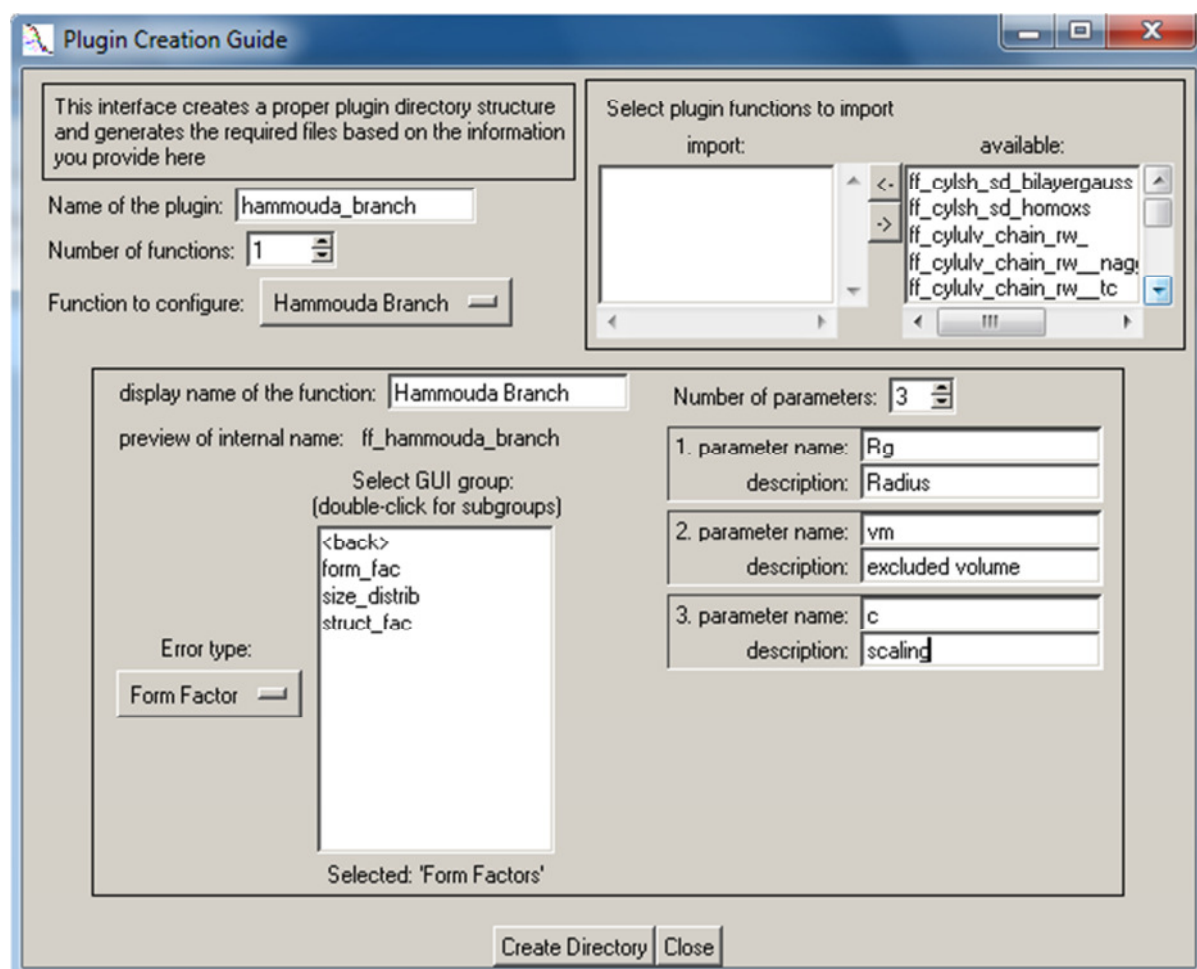 Plugin Creation Guide
This interface creates a proper plugin directory structure
and generates the required files based on the information
you provide here
Name of the plugin: hammouda_branch
Number of functions: 1
Function to configure: Hammouda Branch
Select plugin functions to import
import:
available:
<-
->
ff_cylsh_sd_bilayergauss
ff_cylsh_sd_homoxs
ff_cylulv_chain_rw_
ff_cylulv_chain_rw__nag
ff_cylulv_chain_rw__tc
display name of the function: Hammouda Branch
preview of internal name: ff_hammouda_branch
Select GUI group:
(double-click for subgroups)
<back>
form_fac
size_distrib
struct_fac
Error type:
Form Factor
Selected: 'Form Factors'
Number of parameters: 3
1. parameter name: Rg
description: Radius
2. parameter name: vm
description: excluded volume
3. parameter name: c
description: scaling
Create Directory Close